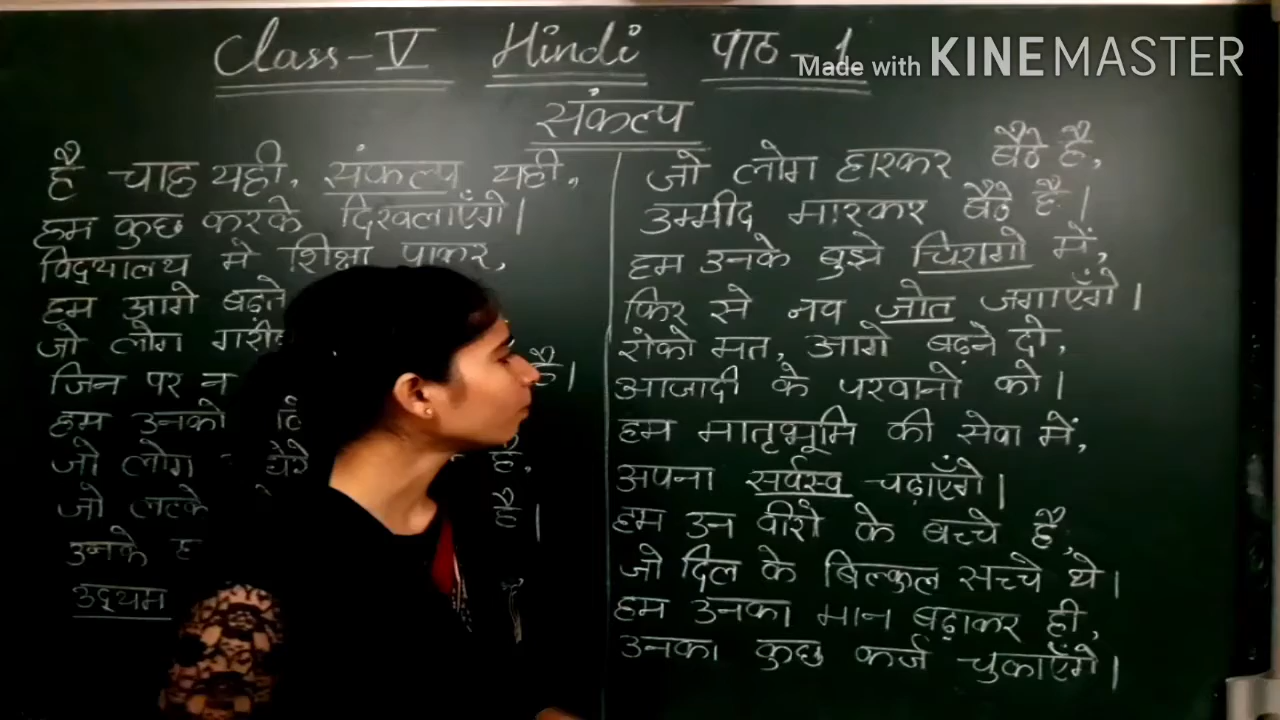 Class-V Hindi पाठ-1
Made with KINEMASTER
संकल्प
है चाह यही, संकल्प यही,
हम कुछ करके दिखलाएँगे।
विद्यालय मे शिक्षा पाकर,
हम आगे बढ़ते
जो लोग
जिन पर न है।
हम उनको
जो लोग है,
जो लटके है।
उनके
उद्यम
जो लोग हारकर बैठे है,
उम्मीद मारकर बैठे है।
हम उनके बुझे चिरागो में,
फिर से नव जोत जगाएँगे।
रोको मत, आगे बढ़ने दो,
आजादी के परवानो को।
हम मातृभूमि की सेवा में,
अपना सर्वस्व चढ़ाएँगे।
हम उन वीरो के बच्चे है,
जो दिल के बिल्कुल सच्चे थे।
हम उनका मान बढ़ाकर ही,
उनका कुछ कर्ज चुकाएँगे।